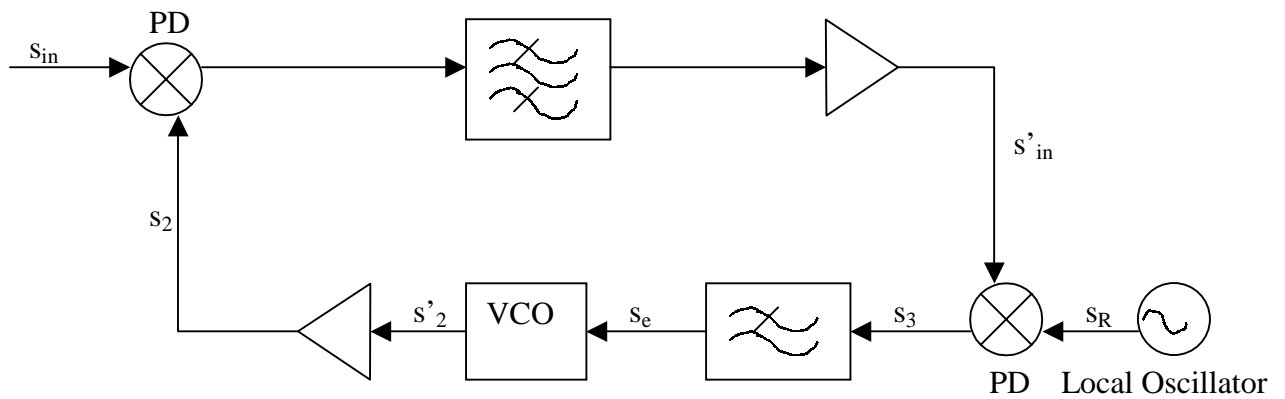 PD
s_in
s'_in
s_2
VCO
s'_2
s_e
s_3
s_R
PD
Local Oscillator